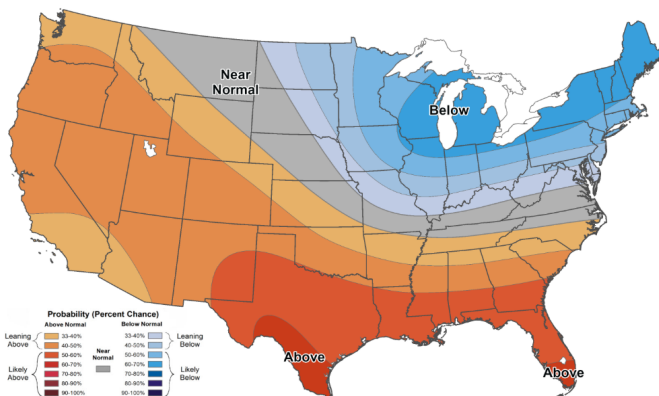 Near
Normal
Below
Above
Above
Probability (Percent Chance)
Above Normal
Below Normal
Leaning
Above
33-40%
40-50%
Likely
Above
50-60%
60-70%
70-80%
80-90%
90-100%
Near
Normal
33-40%
40-50%
Leaning
Below
50-60%
60-70%
70-80%
80-90%
90-100%
Likely
Below